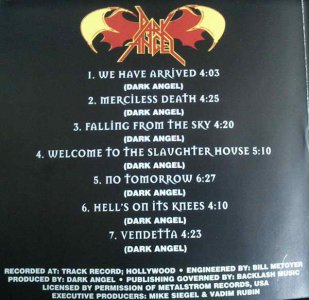 DARK
ANGEL
1. WE HAVE ARRIVED 4:03
(DARK ANGEL)
2. MERCILESS DEATH 4:25
(DARK ANGEL)
3. FALLING FROM THE SKY 4:20
(DARK ANGEL)
4. WELCOME TO THE SLAUGHTER HOUSE 5:10
(DARK ANGEL)
5. NO TOMORROW 6:27
(DARK ANGEL)
6. HELL'S ON ITS KNEES 4:10
(DARK ANGEL)
7. VENDETTA 4:23
(DARK ANGEL)
RECORDED AT: TRACK RECORD; HOLLYWOOD • ENGINEERED BY: BILL METOYER
PRODUCED BY: DARK ANGEL • PUBLISHING GOVERNED BY: BACKLASH MUSIC
LICENSED BY PERMISSION OF METALSTROM RECORDS, USA
EXECUTIVE PRODUCERS: MIKE SIEGEL & VADIM RUBIN